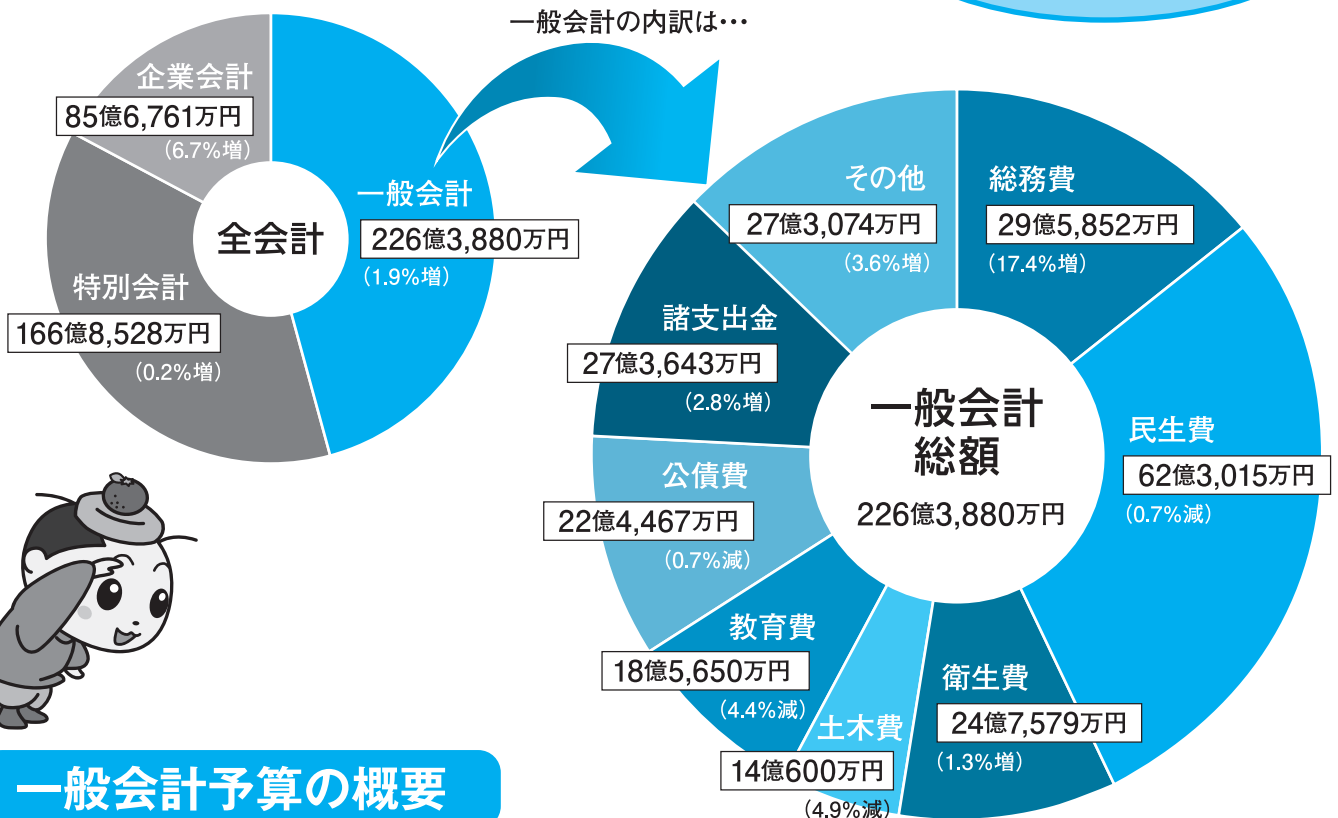 一般会計の内訳は…
企業会計
85億6,761万円
（6.7%増）
一般会計
226億3,880万円
（1.9%増）
全会計
特別会計
166億8,528万円
（0.2%増）
その他
27億3,074万円
（3.6%増）
総務費
29億5,852万円
（17.4%増）
諸支出金
27億3,643万円
（2.8%増）
一般会計
総額
226億3,880万円
民生費
62億3,015万円
（0.7%減）
公債費
22億4,467万円
（0.7%減）
教育費
18億5,650万円
（4.4%減）
衛生費
24億7,579万円
（1.3%増）
土木費
14億600万円
（4.9%減）
一般会計予算の概要